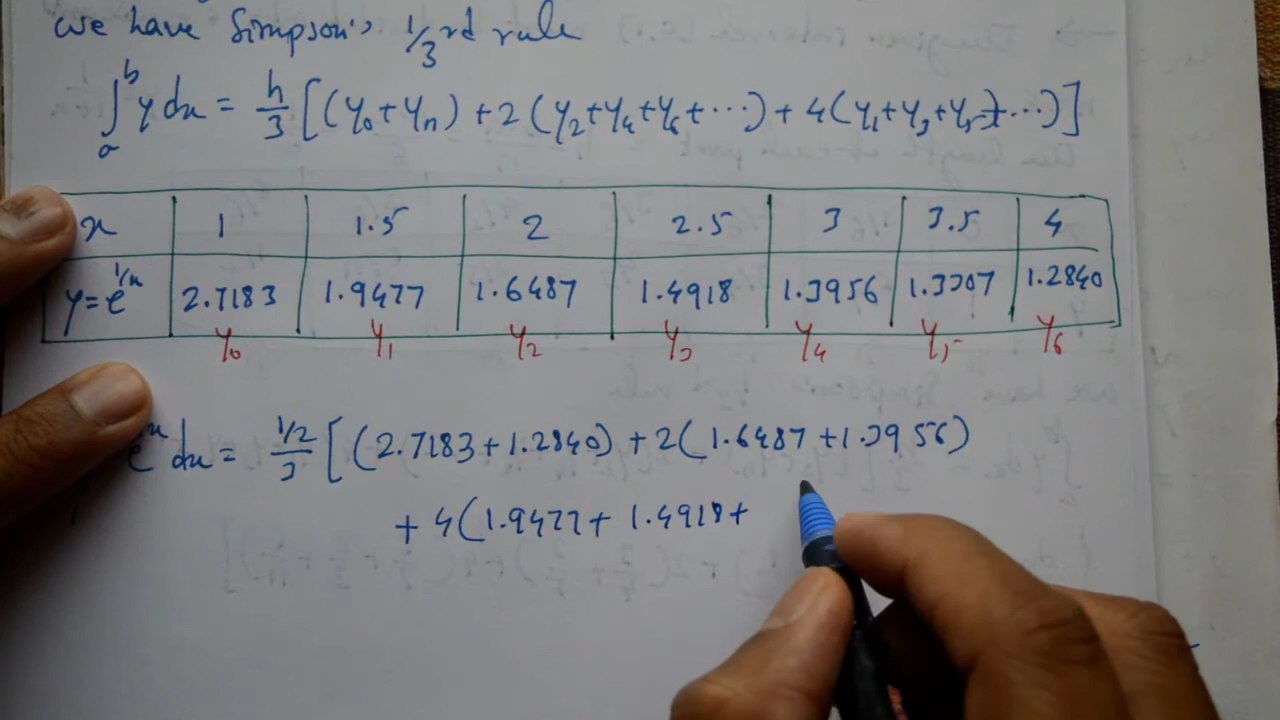 we have Simpson's 1/3 rd rule
∫_a^b y dx = h/3 [(y₀+yₙ) + 2(y₂+y₄+y₆+⋯) + 4(y₁+y₃+y₅+⋯)]
x 1 1.5 2 2.5 3 3.5 4
y=e^{1/x} 2.7183 1.9477 1.6487 1.4918 1.3956 1.3307 1.2840
y₀ y₁ y₂ y₃ y₄ y₅ y₆
dx = 1/2/3 [(2.7183+1.2840) + 2(1.6487+1.3956)
+ 4(1.9477+ 1.4918+